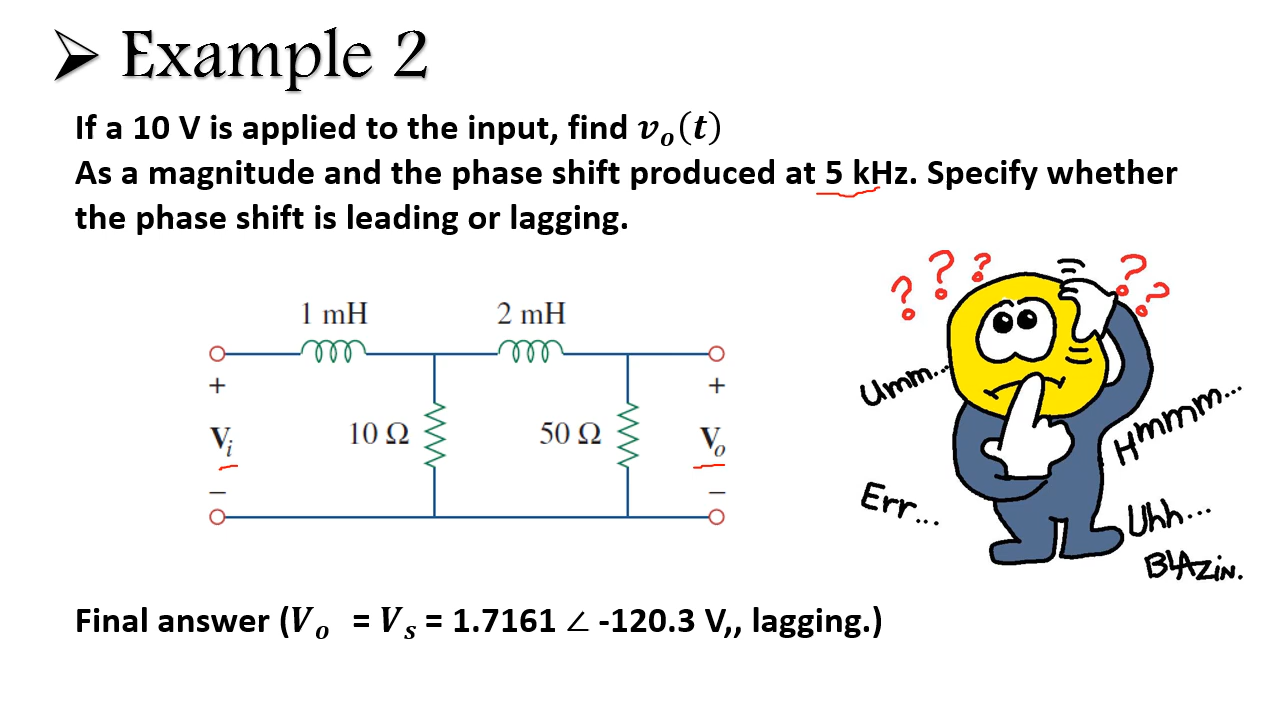 ➢ Example 2
If a 10 V is applied to the input, find 𝒗ₒ(𝒕)
As a magnitude and the phase shift produced at 5 kHz. Specify whether
the phase shift is leading or lagging.
? ? ? ? ?
1 mH 2 mH
+ +
Umm...
Hmmm...
Vᵢ 10 Ω 50 Ω Vₒ
− −
Err...
Uhh...
BLAZiN.
Final answer (𝑽ₒ = 𝑽ₛ = 1.7161 ∠ -120.3 V,, lagging.)